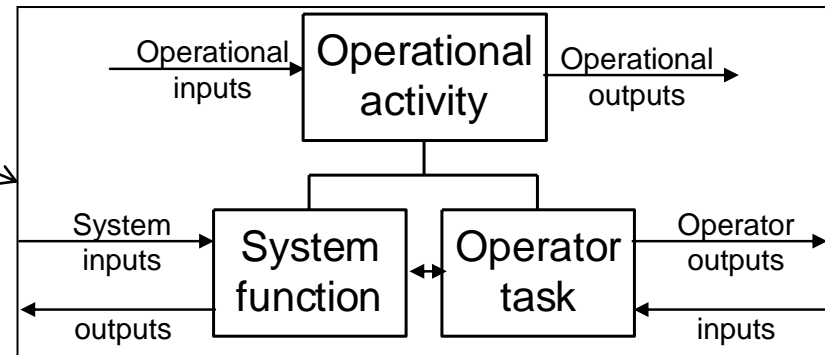 Operational
inputs
Operational
activity
Operational
outputs
System
inputs
outputs
System
function
Operator
task
Operator
outputs
inputs